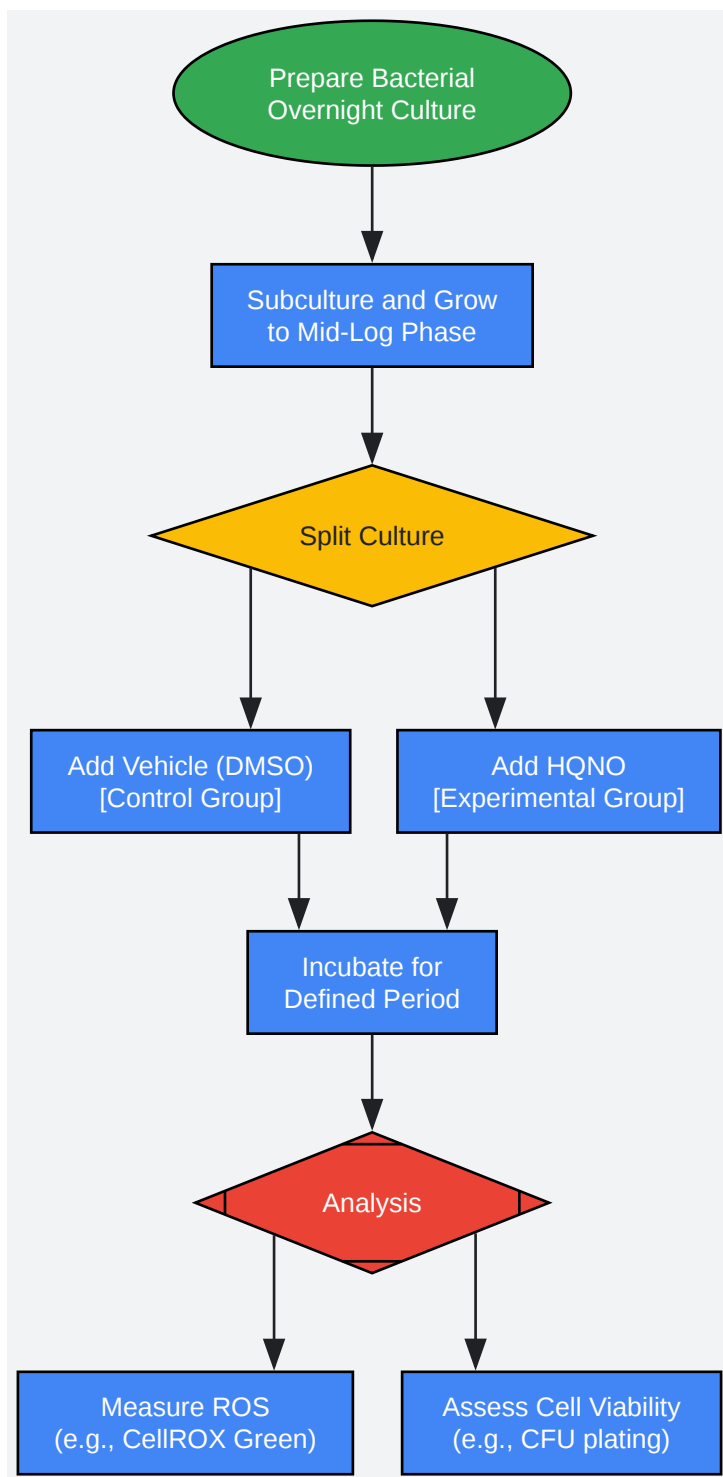 Prepare Bacterial
Overnight Culture
Subculture and Grow
to Mid-Log Phase
Split Culture
Add Vehicle (DMSO)
[Control Group]
Add HQNO
[Experimental Group]
Incubate for
Defined Period
Analysis
Measure ROS
(e.g., CellROX Green)
Assess Cell Viability
(e.g., CFU plating)